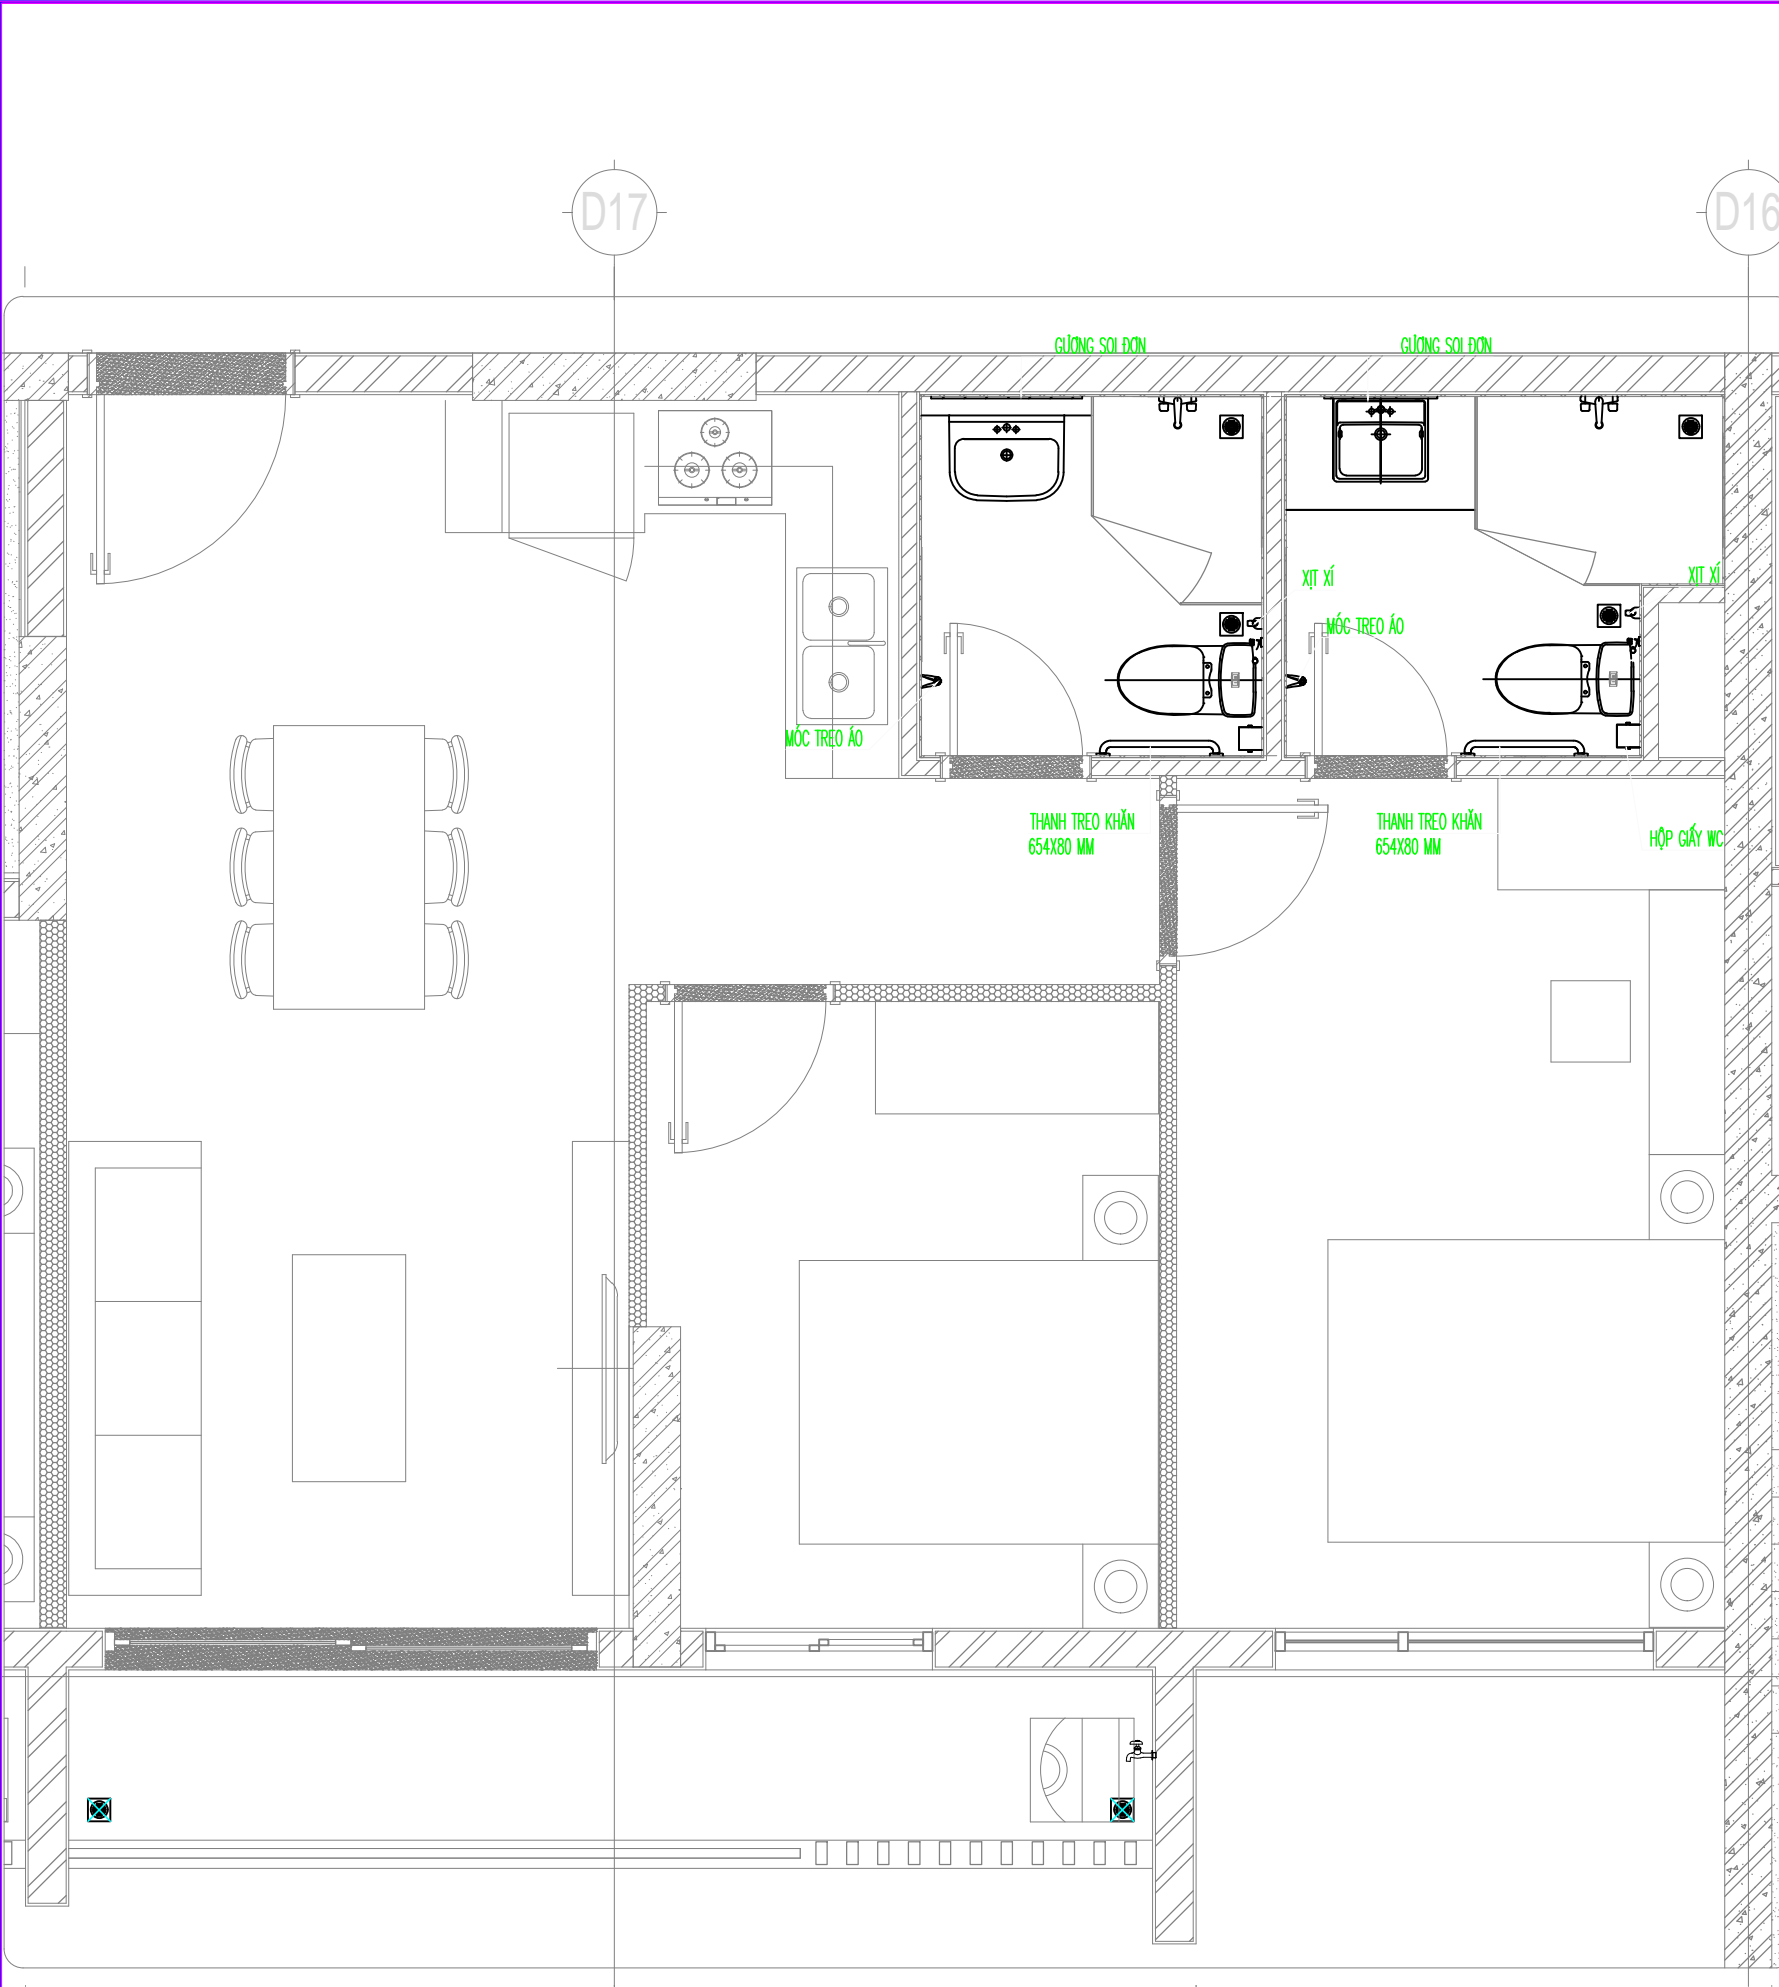 D17
D16
GƯƠNG SOI ĐƠN
GƯƠNG SOI ĐƠN
XỊT XÍ
XỊT XÍ
MÓC TREO ÁO
MÓC TREO ÁO
THANH TREO KHĂN
654X80 MM
THANH TREO KHĂN
654X80 MM
HỘP GIẤY WC